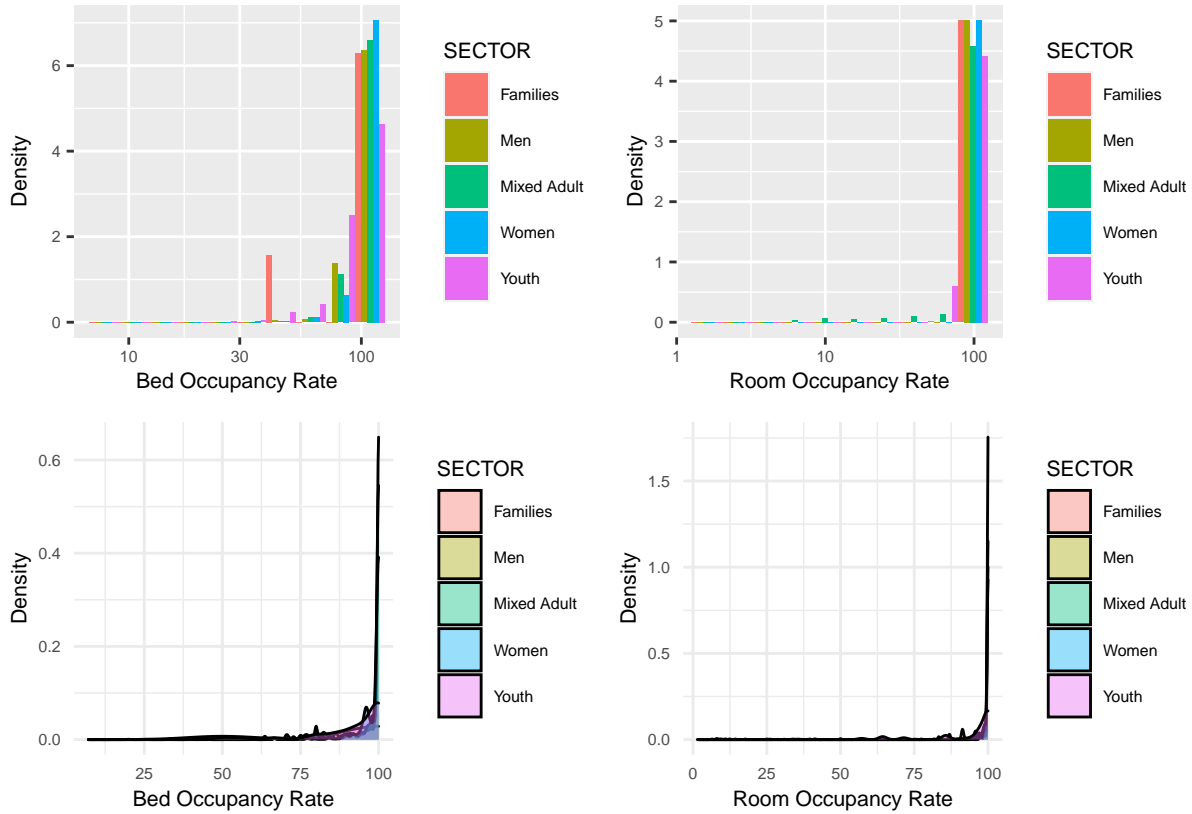 Density
6
4
2
0
10
30
100
Bed Occupancy Rate
SECTOR
Families
Men
Mixed Adult
Women
Youth
Density
5
4
3
2
1
0
1
10
100
Room Occupancy Rate
SECTOR
Families
Men
Mixed Adult
Women
Youth
Density
0.6
0.4
0.2
0.0
25
50
75
100
Bed Occupancy Rate
SECTOR
Families
Men
Mixed Adult
Women
Youth
Density
1.5
1.0
0.5
0.0
0
25
50
75
100
Room Occupancy Rate
SECTOR
Families
Men
Mixed Adult
Women
Youth